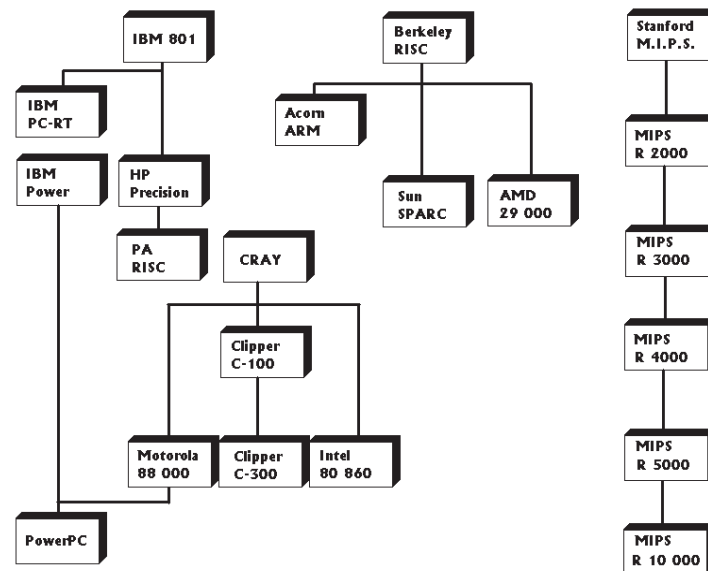 IBM 801
Berkeley
RISC
Stanford
M.I.P.S.
IBM
PC-RT
Acorn
ARM
MIPS
R 2000
IBM
Power
HP
Precision
Sun
SPARC
AMD
29 000
PA
RISC
CRAY
MIPS
R 3000
Clipper
C-100
MIPS
R 4000
Motorola
88 000
Clipper
C-300
Intel
80 860
MIPS
R 5000
PowerPC
MIPS
R 10 000